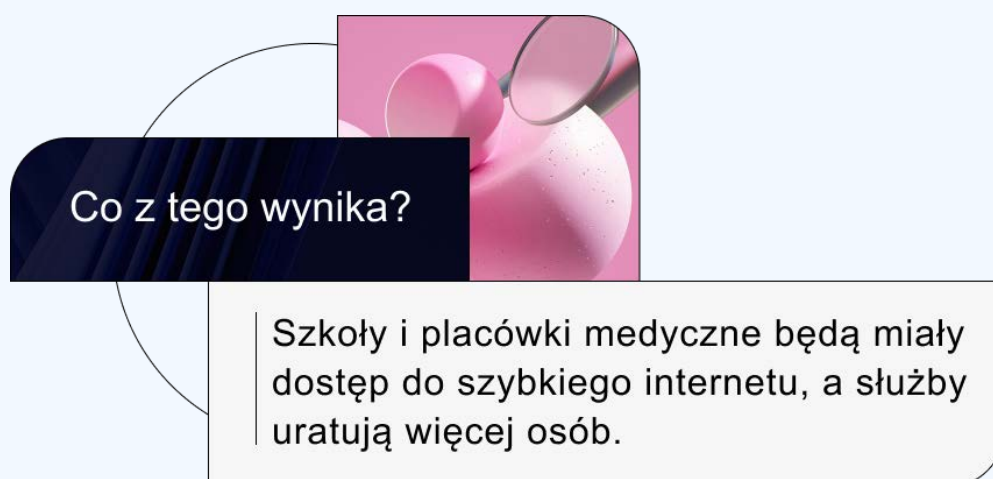 Co z tego wynika?
Szkoły i placówki medyczne będą miały
dostęp do szybkiego internetu, a służby
uratują więcej osób.